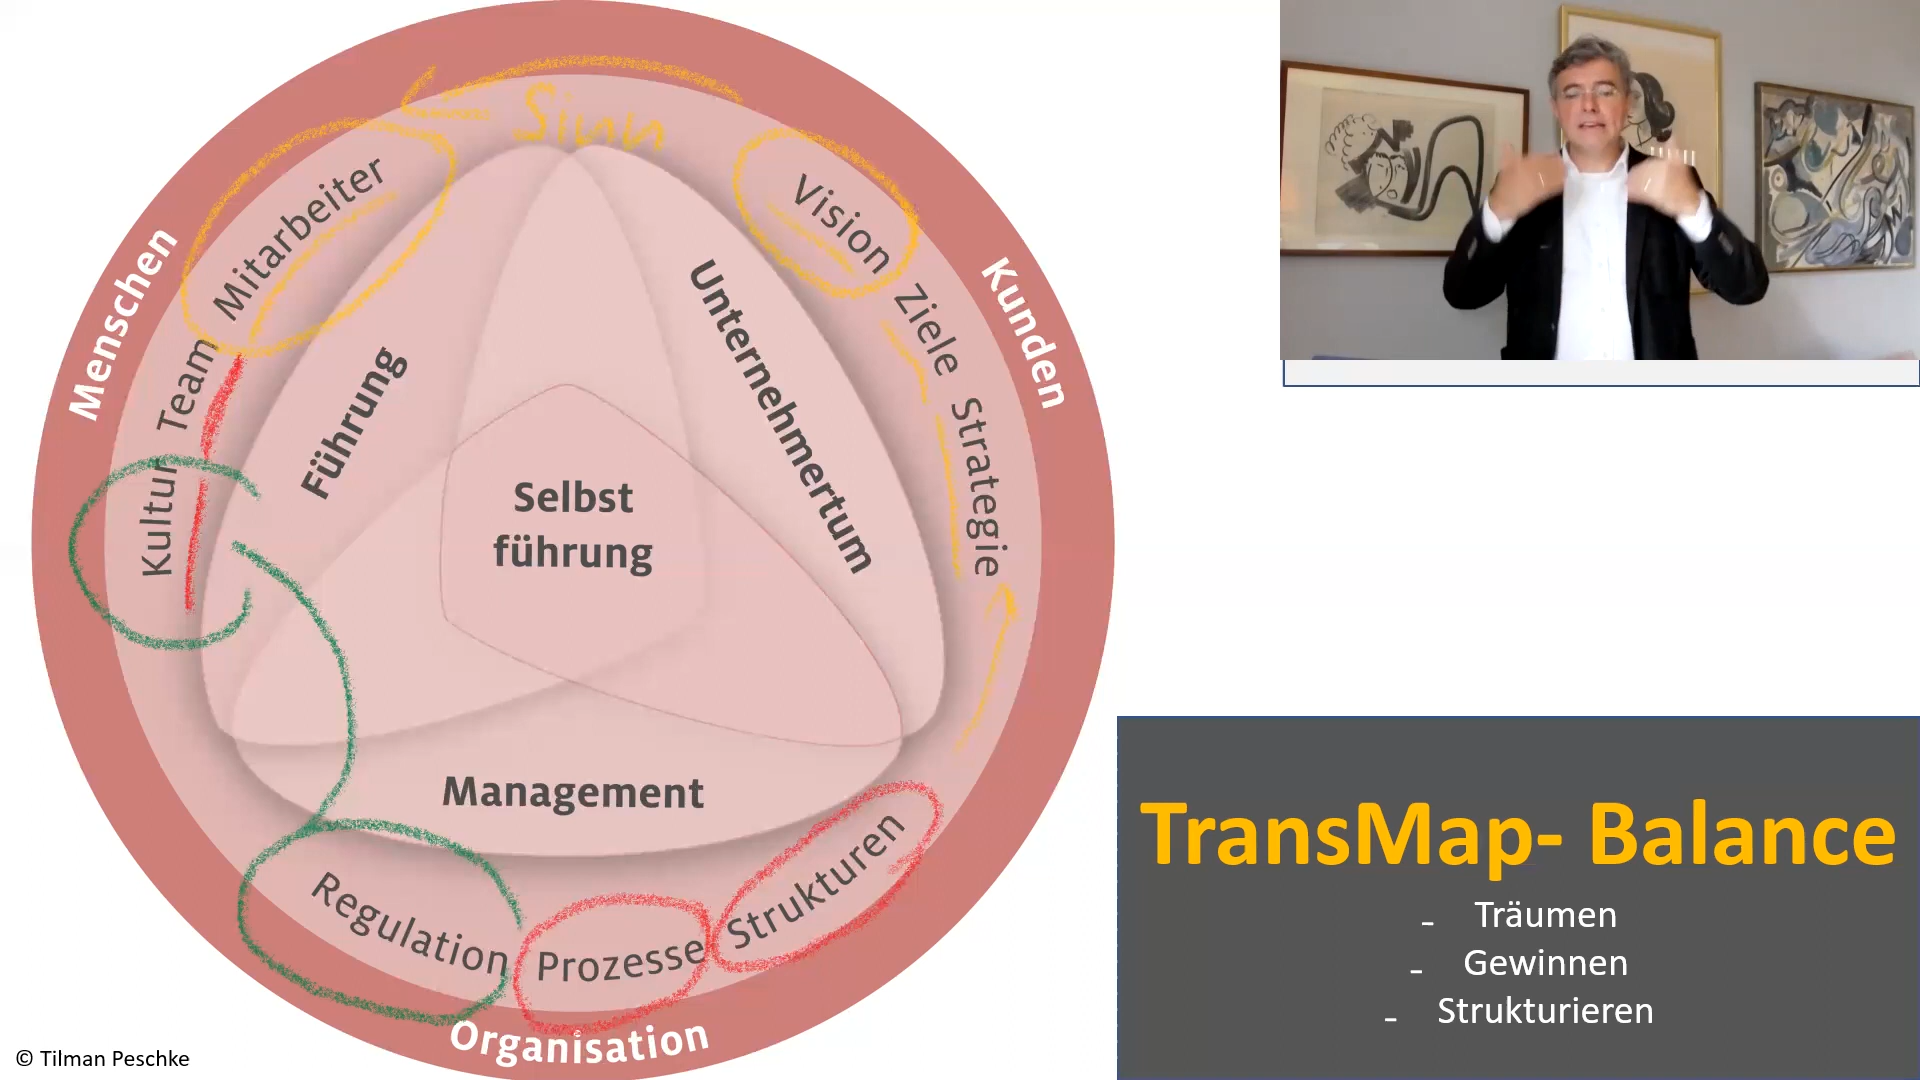 Sinn
Mitarbeiter
Vision
Menschen
Kunden
Team
Ziele
Führung
Unternehmertum
Kultur
Strategie
Selbst
führung
Management
Regulation
Prozesse
Strukturen
Organisation
© Tilman Peschke
TransMap- Balance
- Träumen
- Gewinnen
- Strukturieren